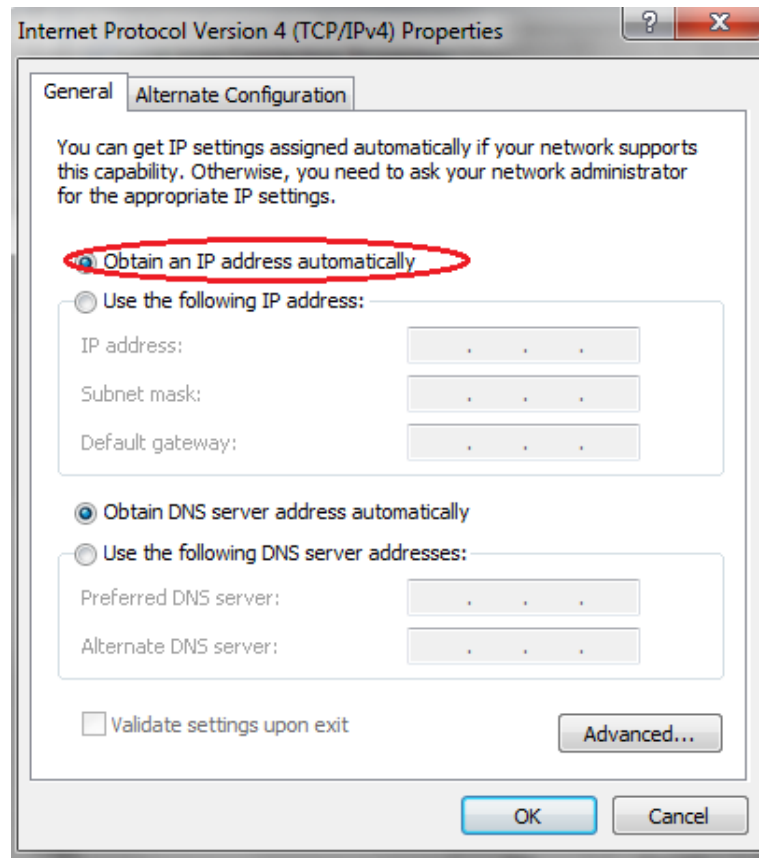 Internet Protocol Version 4 (TCP/IPv4) Properties
General
Alternate Configuration
You can get IP settings assigned automatically if your network supports
this capability. Otherwise, you need to ask your network administrator
for the appropriate IP settings.
Obtain an IP address automatically
Use the following IP address:
IP address:
Subnet mask:
Default gateway:
Obtain DNS server address automatically
Use the following DNS server addresses:
Preferred DNS server:
Alternate DNS server:
Validate settings upon exit
Advanced...
OK
Cancel